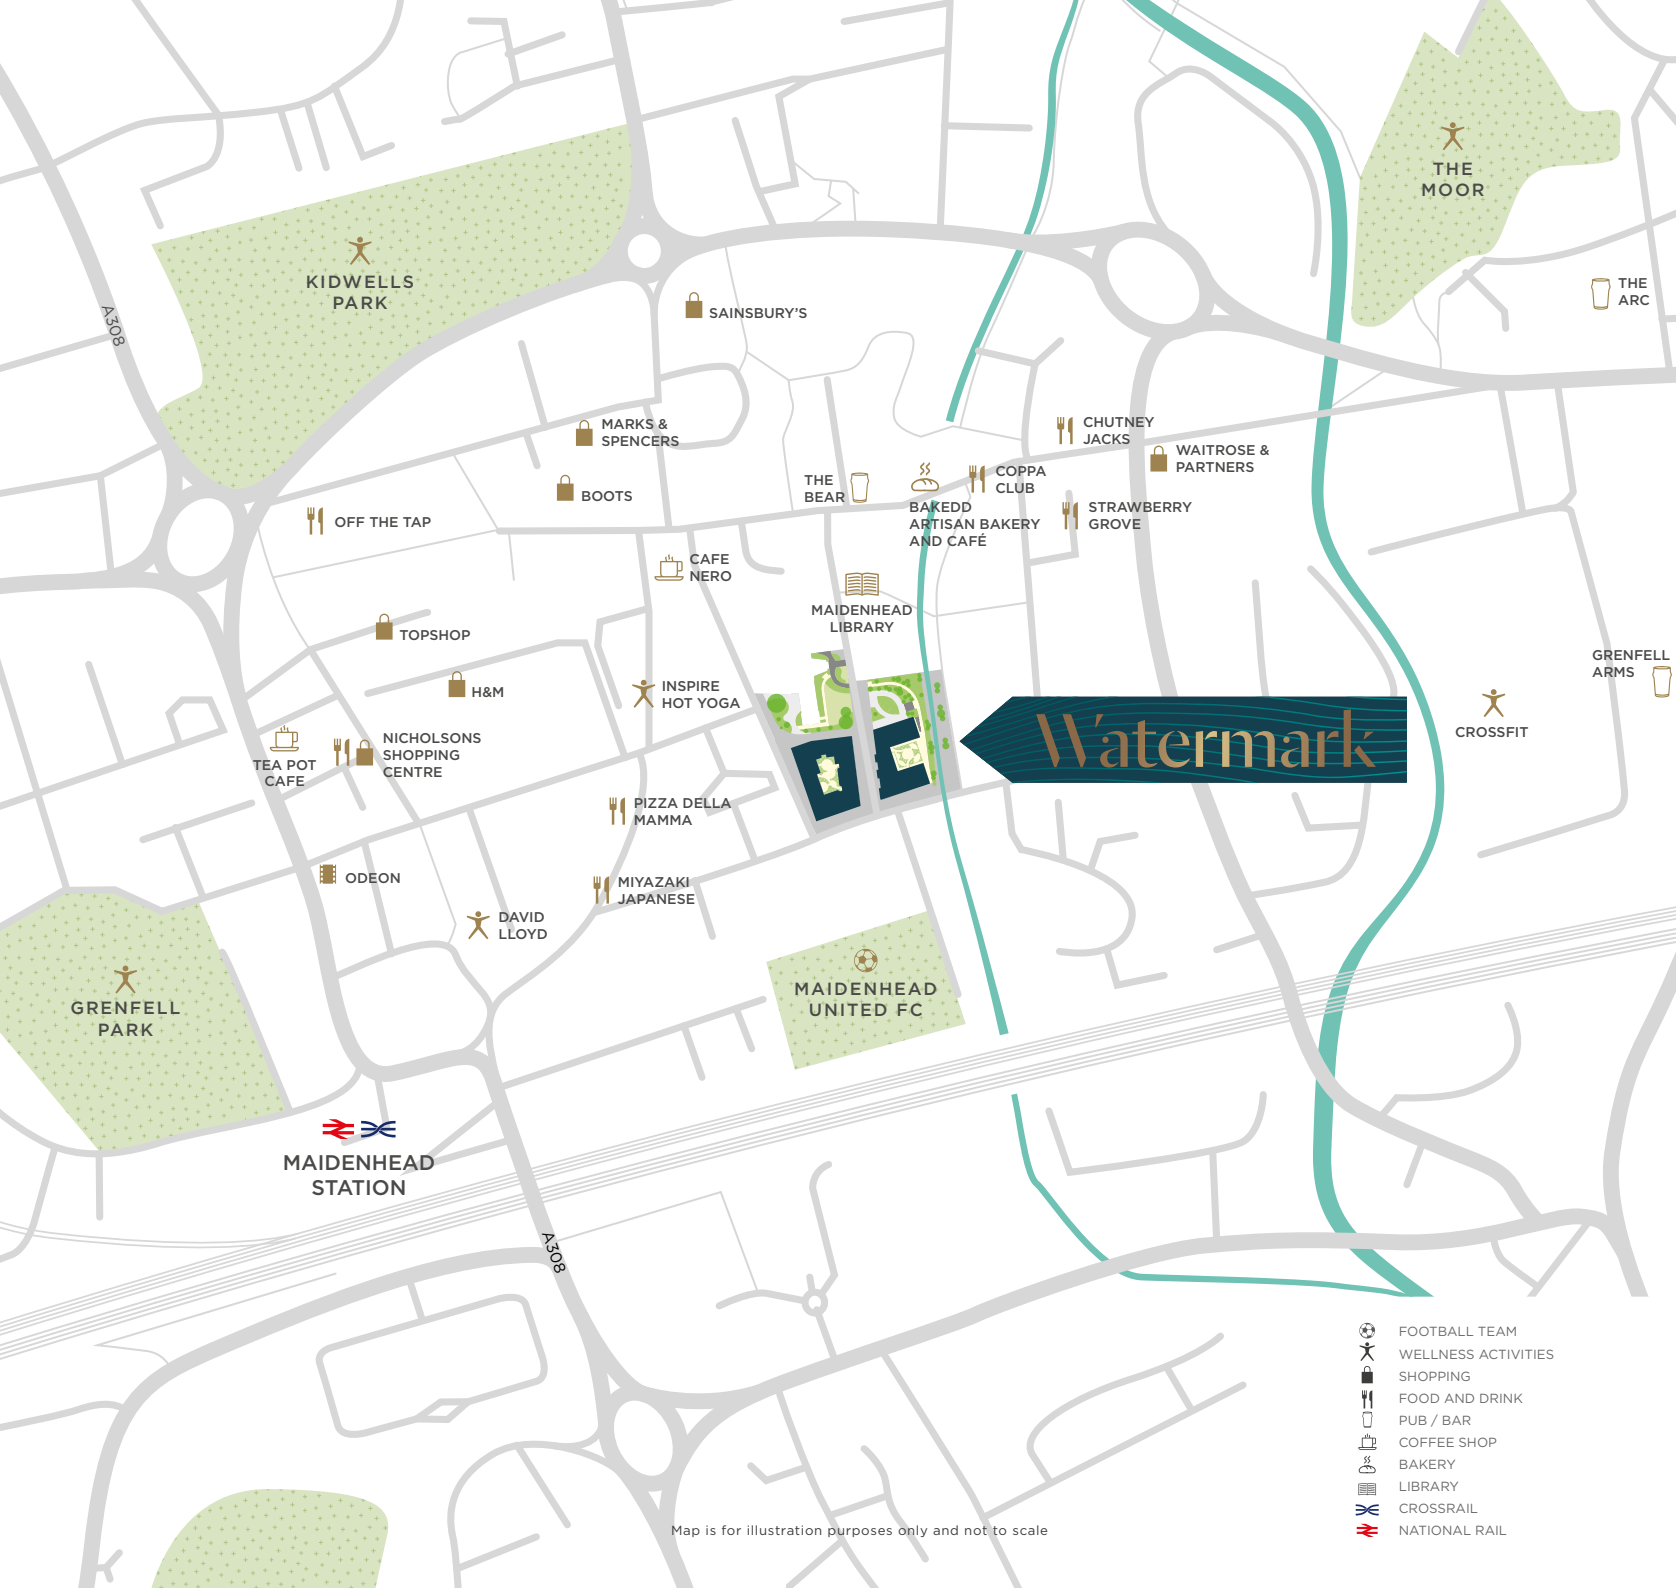 THE
MOOR
KIDWELLS
PARK
A308
SAINSBURY'S
THE
ARC
MARKS &
SPENCERS
CHUTNEY
JACKS
WAITROSE &
PARTNERS
THE
BEAR
COPPA
CLUB
BOOTS
BAKEDD
ARTISAN BAKERY
AND CAFÉ
STRAWBERRY
GROVE
OFF THE TAP
CAFE
NERO
MAIDENHEAD
LIBRARY
TOPSHOP
H&M
INSPIRE
HOT YOGA
GRENFELL
ARMS
CROSSFIT
Watermark
TEA POT
CAFE
NICHOLSONS
SHOPPING
CENTRE
PIZZA DELLA
MAMMA
ODEON
MIYAZAKI
JAPANESE
DAVID
LLOYD
GRENFELL
PARK
MAIDENHEAD
UNITED FC
MAIDENHEAD
STATION
A308
FOOTBALL TEAM
WELLNESS ACTIVITIES
SHOPPING
FOOD AND DRINK
PUB / BAR
COFFEE SHOP
BAKERY
LIBRARY
CROSSRAIL
NATIONAL RAIL
Map is for illustration purposes only and not to scale